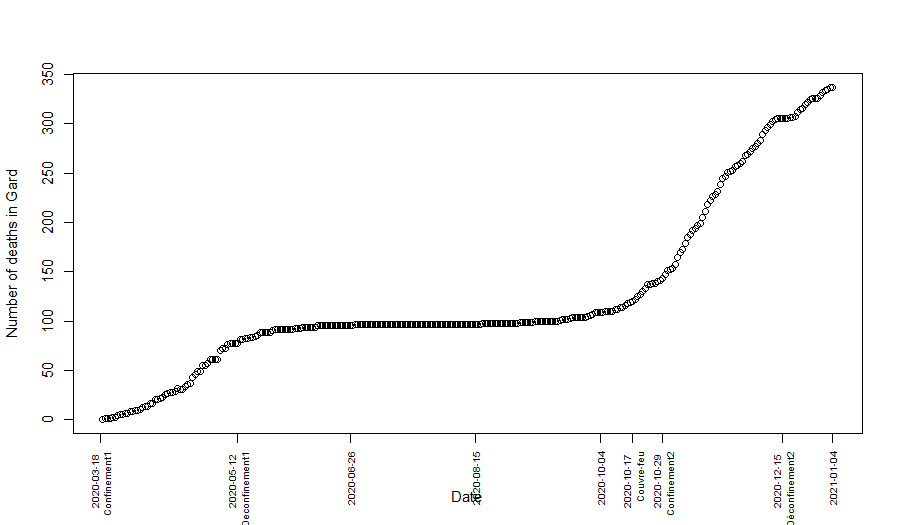 Number of deaths in Gard
350
300
250
200
150
100
50
0
2020-03-18
Confinement1
2020-05-12
Déconfinement1
2020-06-26
2020-08-15
2020-10-04
2020-10-17
Couvre-feu
2020-10-29
Confinement2
2020-12-15
Déconfinement2
2021-01-04
Date